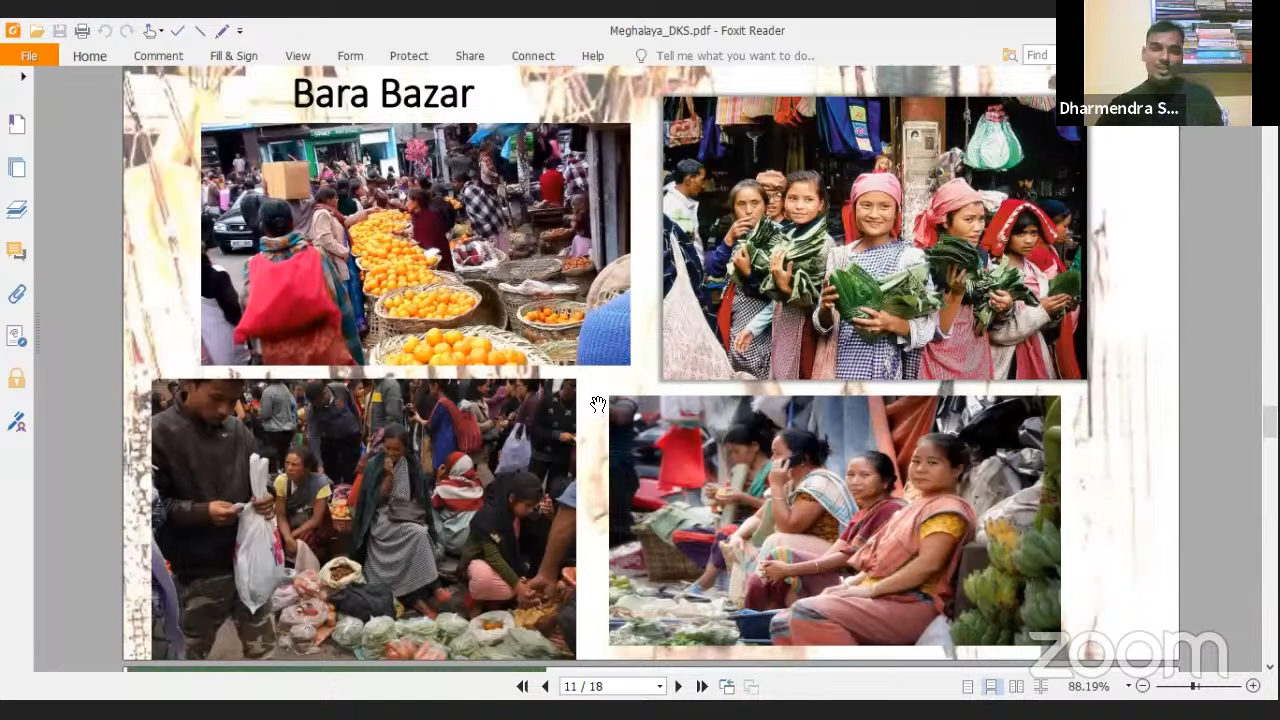 Meghalaya_DKS.pdf - Foxit Reader
File Home Comment Fill & Sign View Form Protect Share Connect Help Tell me what you want to do.. Find
Dharmendra S...
Bara Bazar
zoom
11 / 18
88.19%